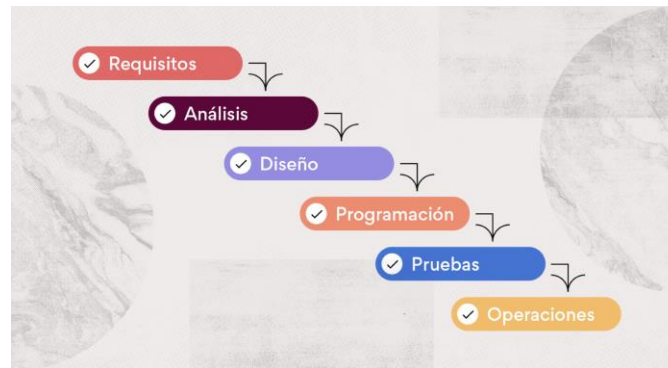 Requisitos
Análisis
Diseño
Programación
Pruebas
Operaciones